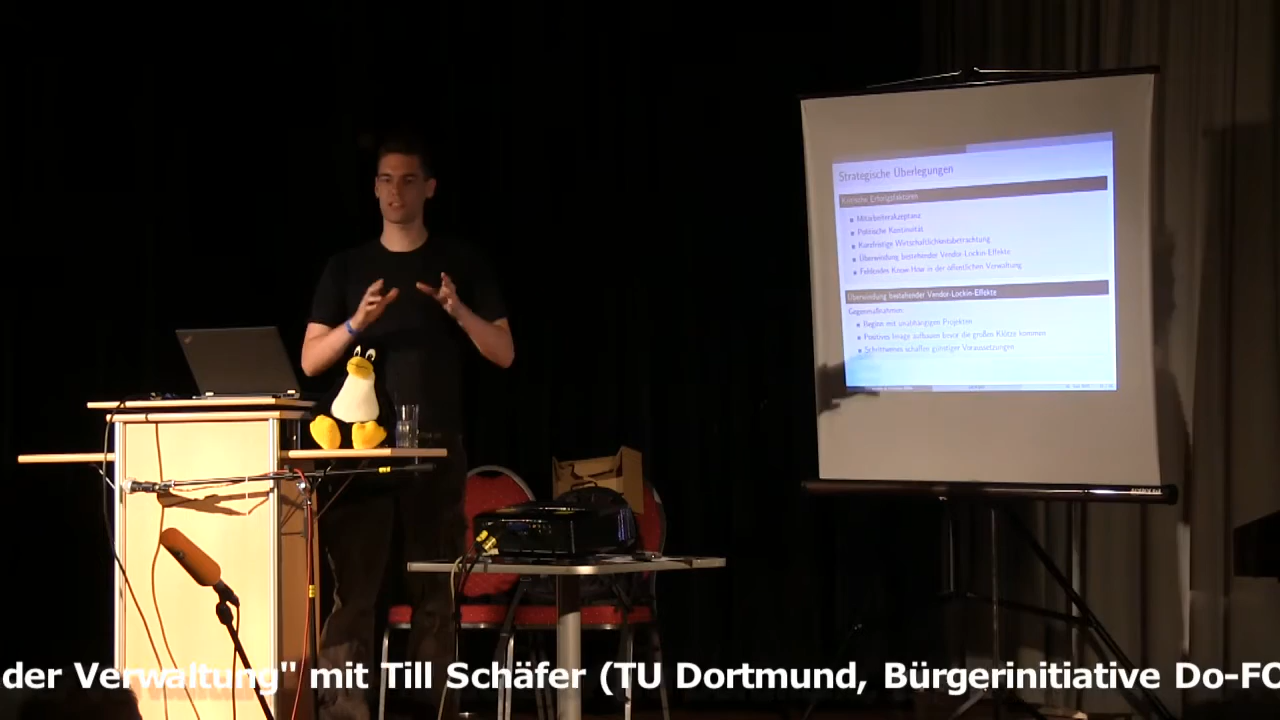 Strategische Überlegungen
Kritische Erfolgsfaktoren
Mitarbeiterakzeptanz
Politische Kontinuität
Kurzfristige Wirtschaftlichkeitsbetrachtung
Überwindung bestehender Vendor-Lockin-Effekte
Fehlendes Know-How in der öffentlichen Verwaltung
Überwindung bestehender Vendor-Lockin-Effekte
Gegenmaßnahmen:
Beginn mit unabhängigen Projekten
Positives Image aufbauen bevor die großen Klötze kommen
Schrittweises schaffen günstiger Voraussetzungen
der Verwaltung" mit Till Schäfer (TU Dortmund, Bürgerinitiative Do-FO